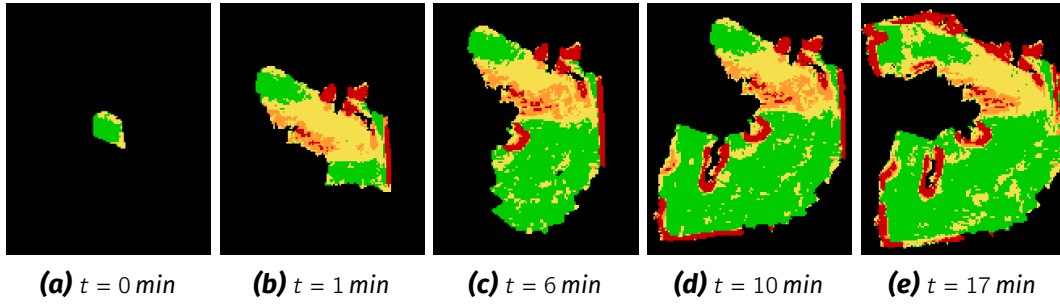 (a) t = 0 min
(b) t = 1 min
(c) t = 6 min
(d) t = 10 min
(e) t = 17 min